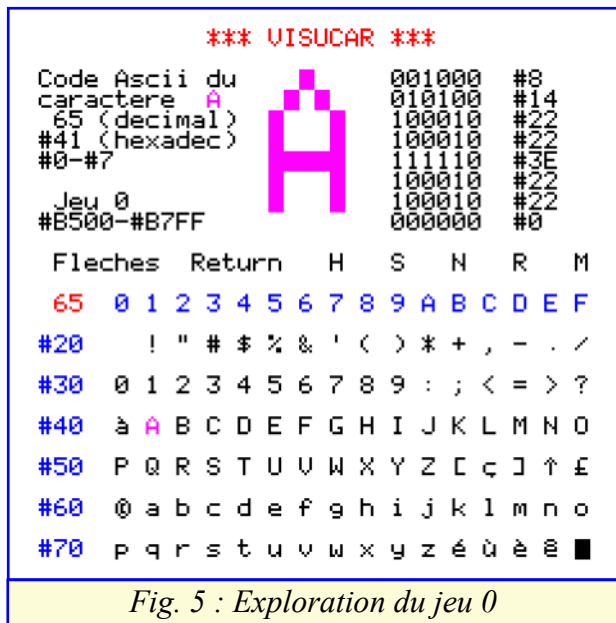 *** VISUCAR ***
Code Ascii du 001000 #8
caractere A 010100 #14
65 (decimal) 100010 #22
#41 (hexadec) 100010 #22
#0-#7 111110 #3E
100010 #22
Jeu 0 100010 #22
#B500-#B7FF 000000 #0
A
Fleches Return H S N R M
65 0 1 2 3 4 5 6 7 8 9 A B C D E F
#20 ! " # $ % & ' ( ) * + , - . /
#30 0 1 2 3 4 5 6 7 8 9 : ; < = > ?
#40 à A B C D E F G H I J K L M N O
#50 P Q R S T U V W X Y Z [ ç ] ↑ £
#60 © a b c d e f g h i j k l m n o
#70 p q r s t u v w x y z é ù è ê ■
Fig. 5 : Exploration du jeu 0